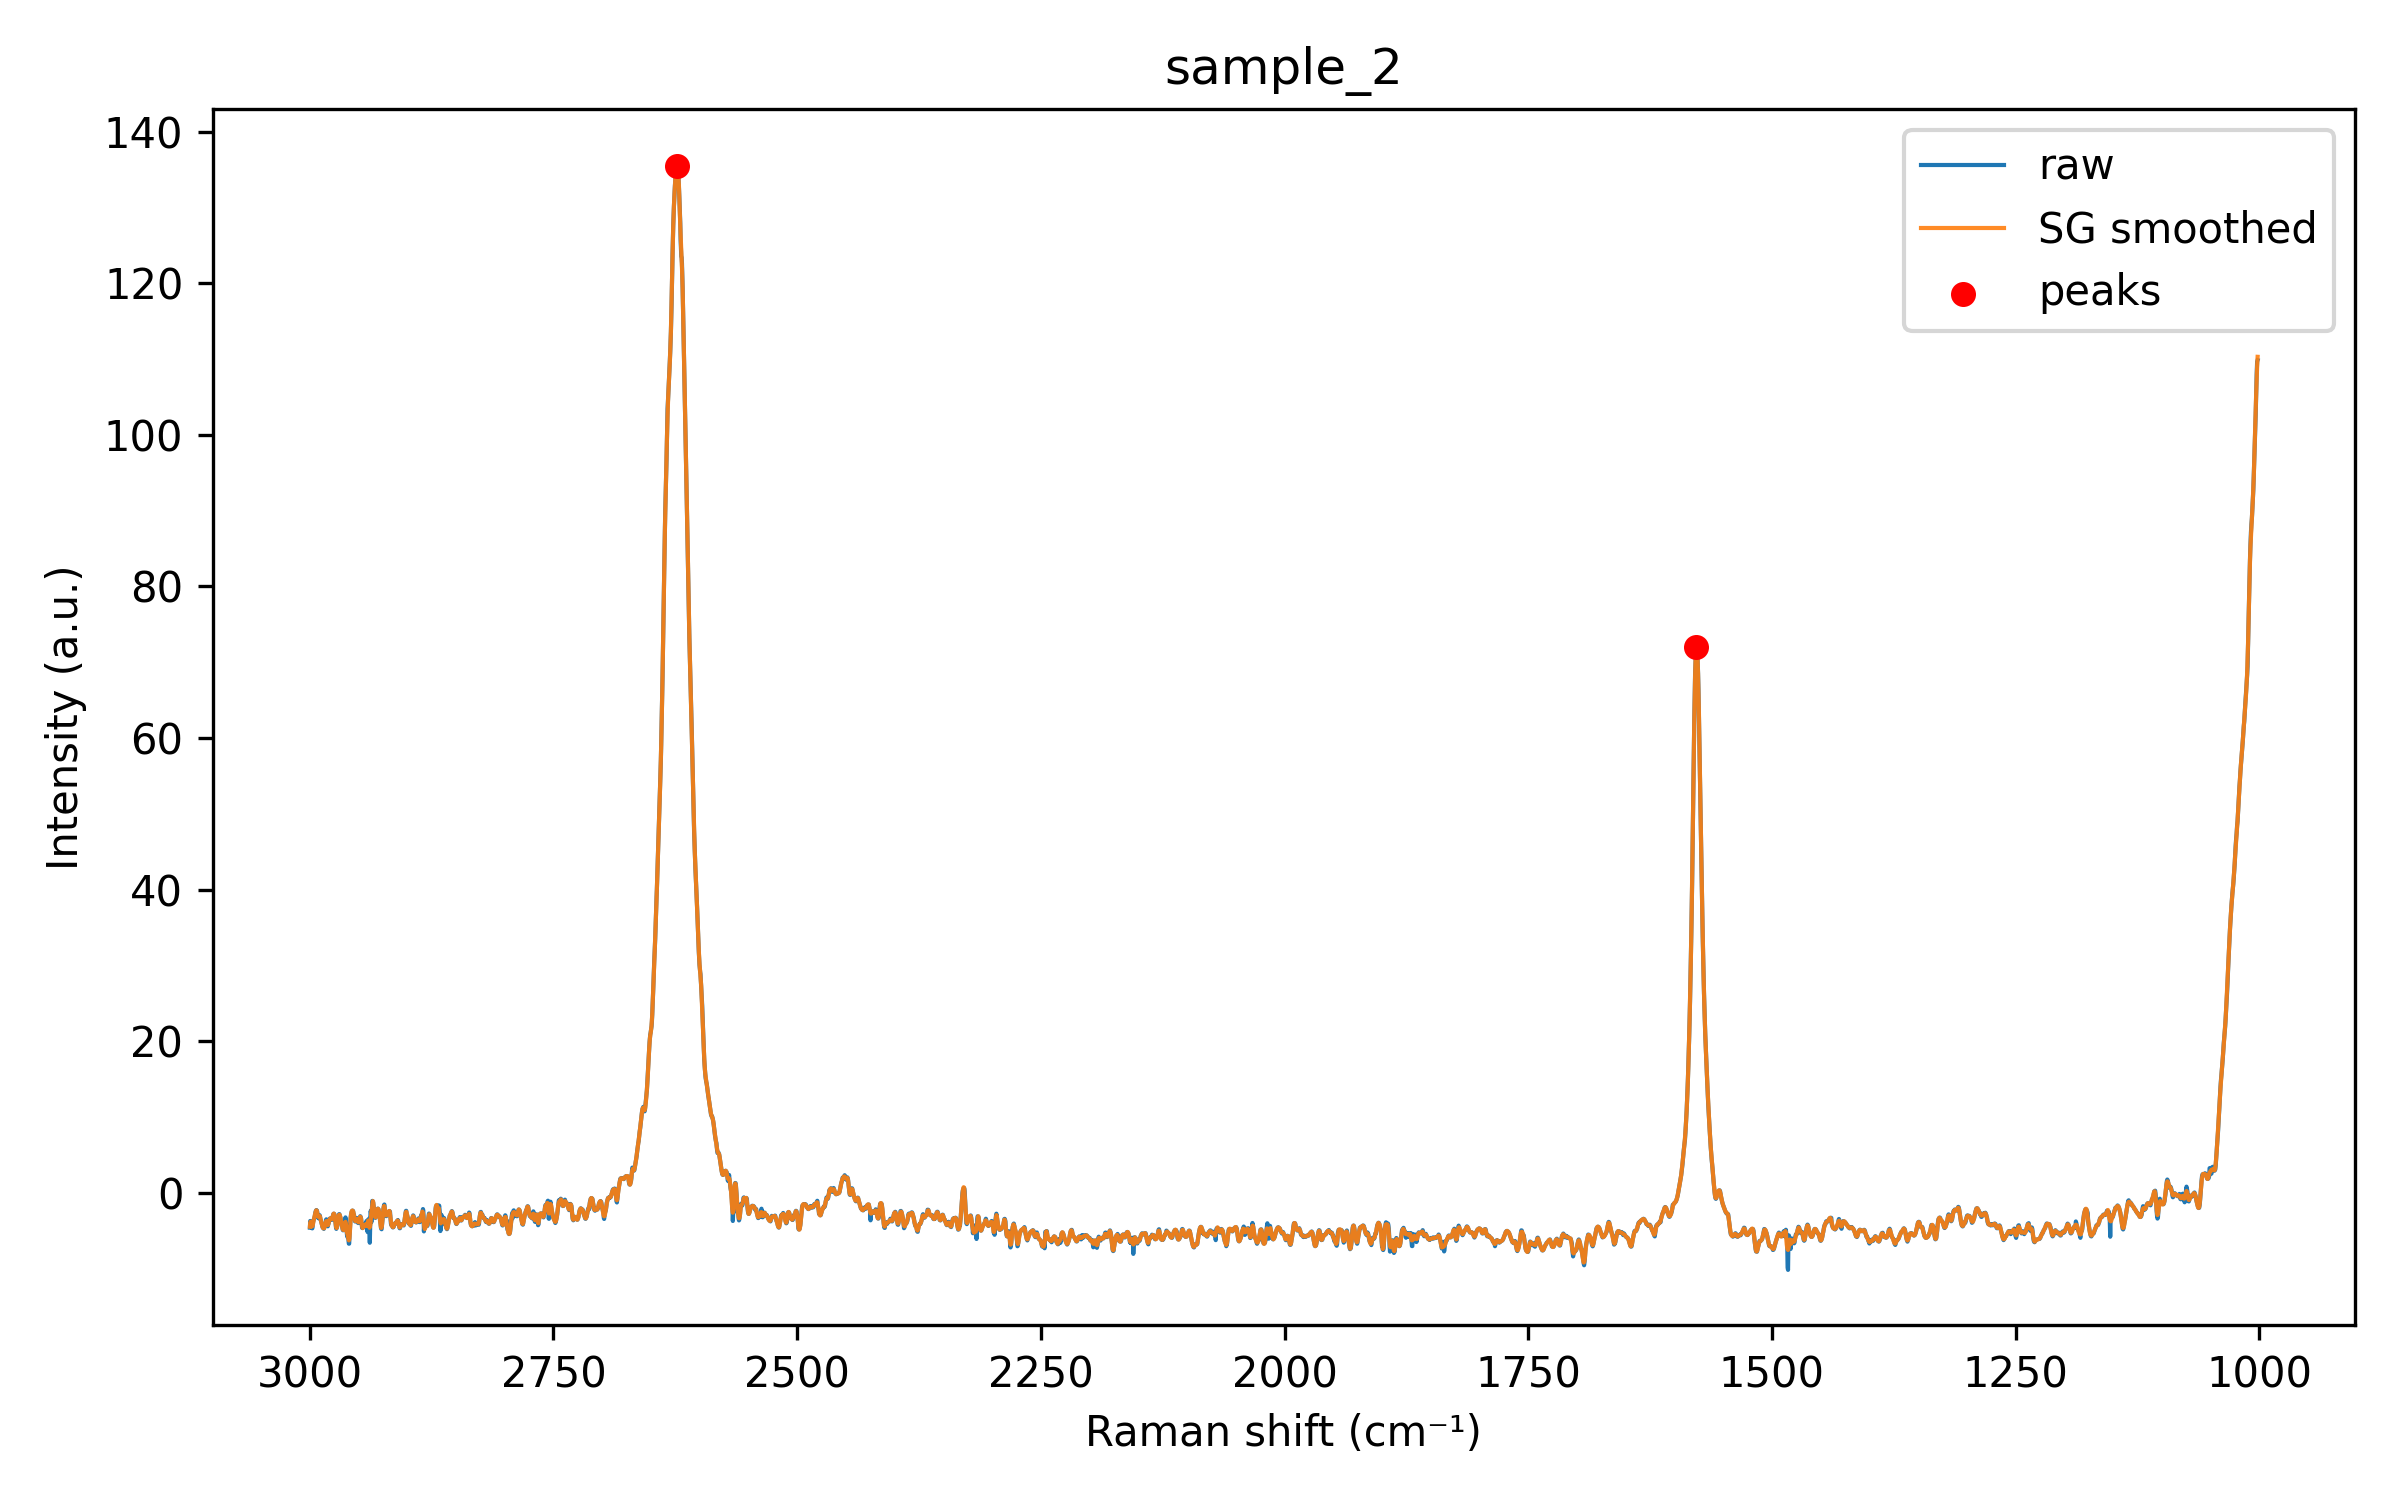 sample_2
raw
SG smoothed
peaks
140
120
100
80
60
40
20
0
Intensity (a.u.)
3000 2750 2500 2250 2000 1750 1500 1250 1000
Raman shift (cm⁻¹)